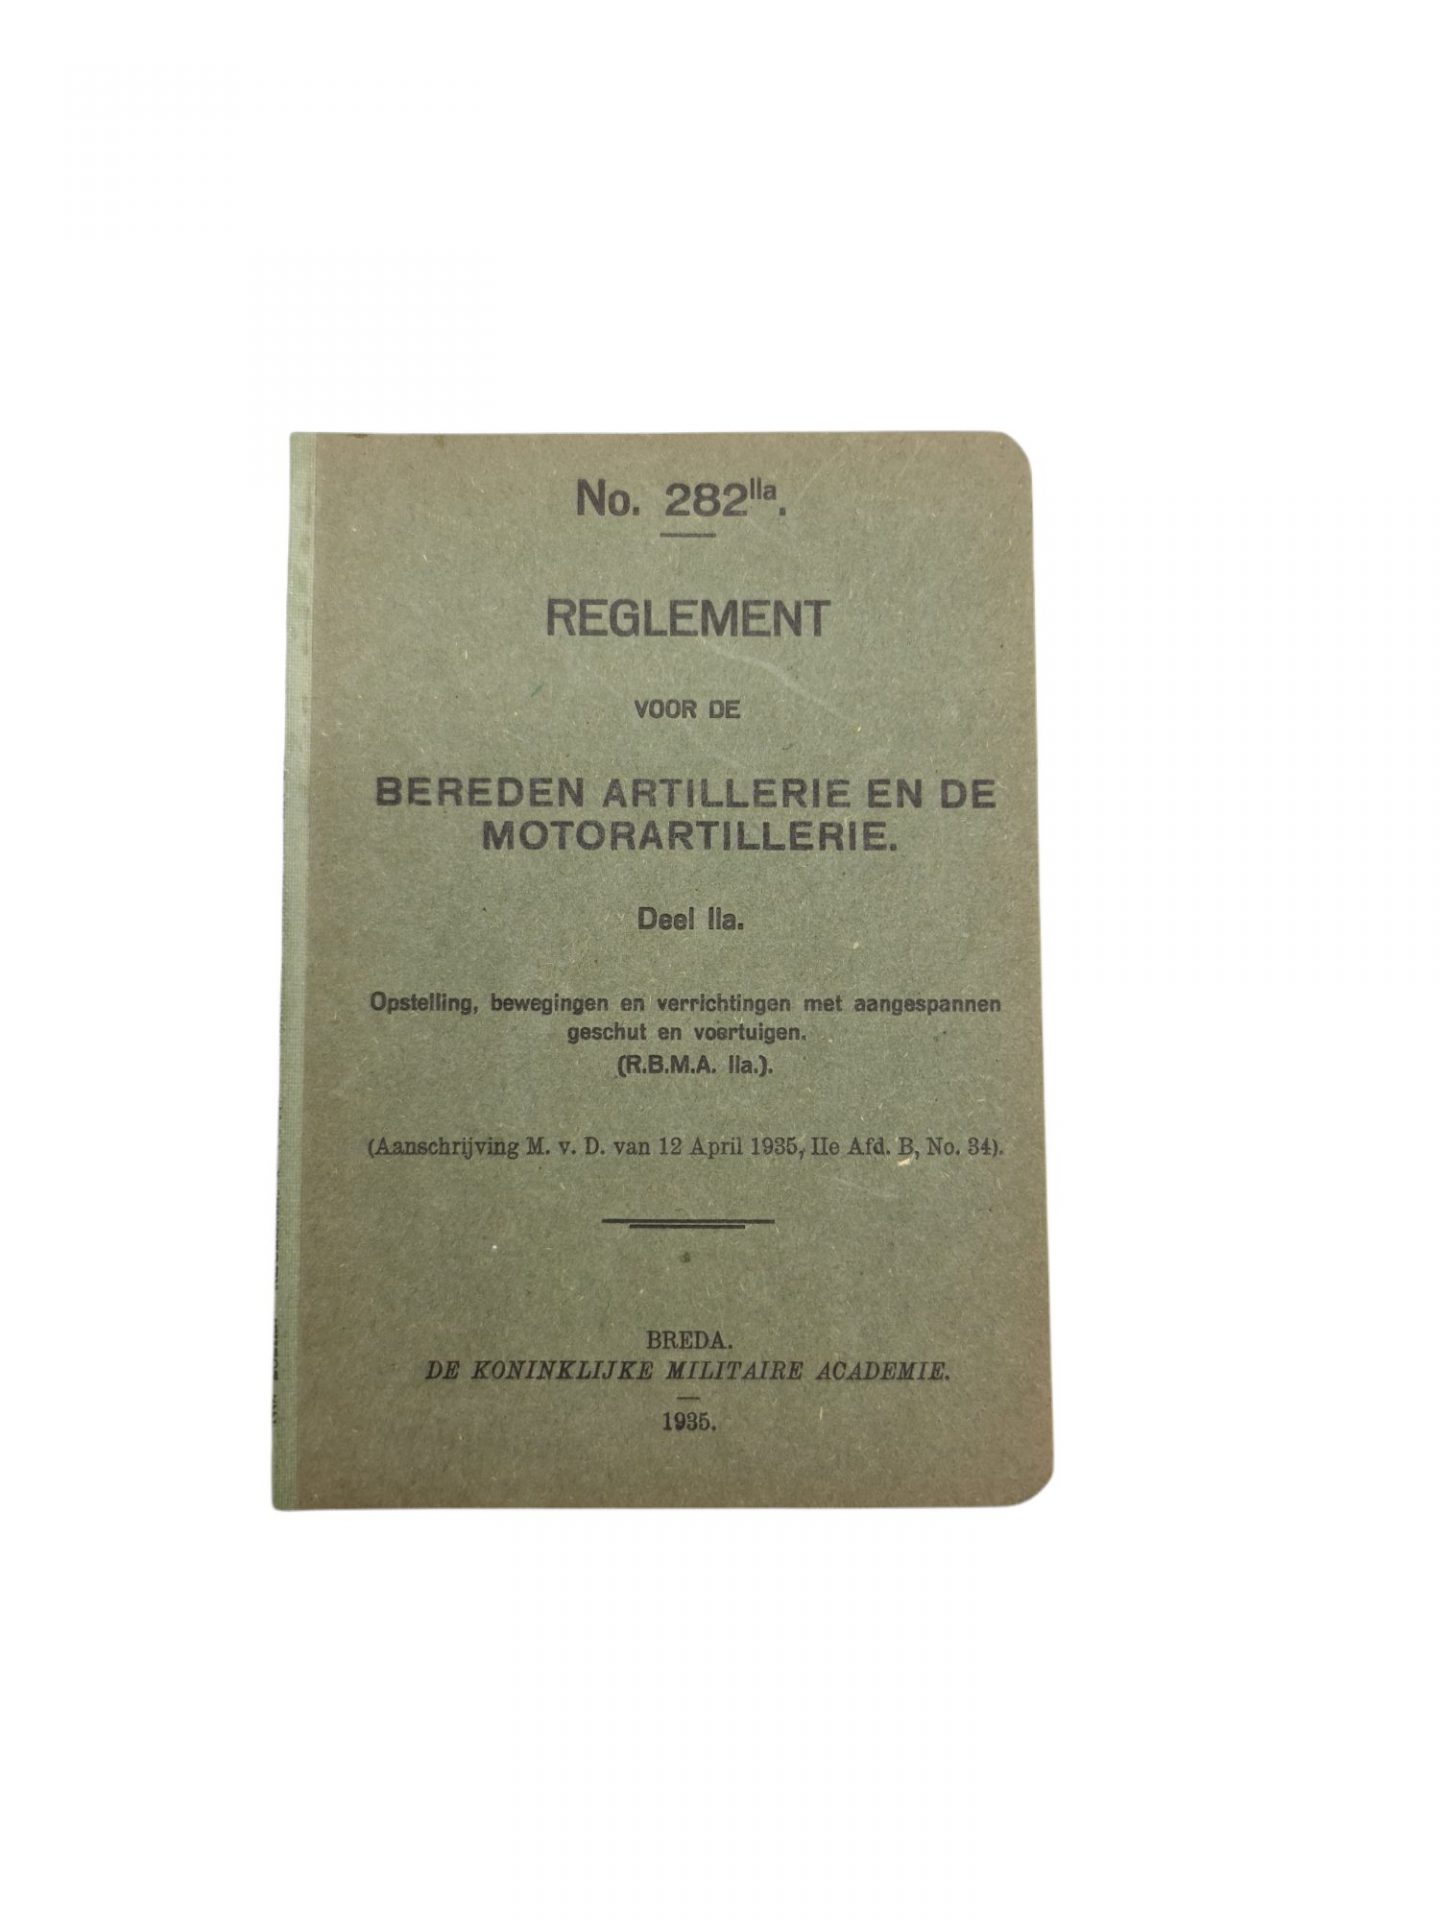 No. 282IIa.
REGLEMENT
VOOR DE
BEREDEN ARTILLERIE EN DE
MOTORARTILLERIE.
Deel IIa.
Opstelling, bewegingen en verrichtingen met aangespannen
geschut en voertuigen.
(R.B.M.A. IIa.).
(Aanschrijving M. v. D. van 12 April 1935, IIe Afd. B, No. 34).
BREDA.
DE KONINKLIJKE MILITAIRE ACADEMIE.
1935.